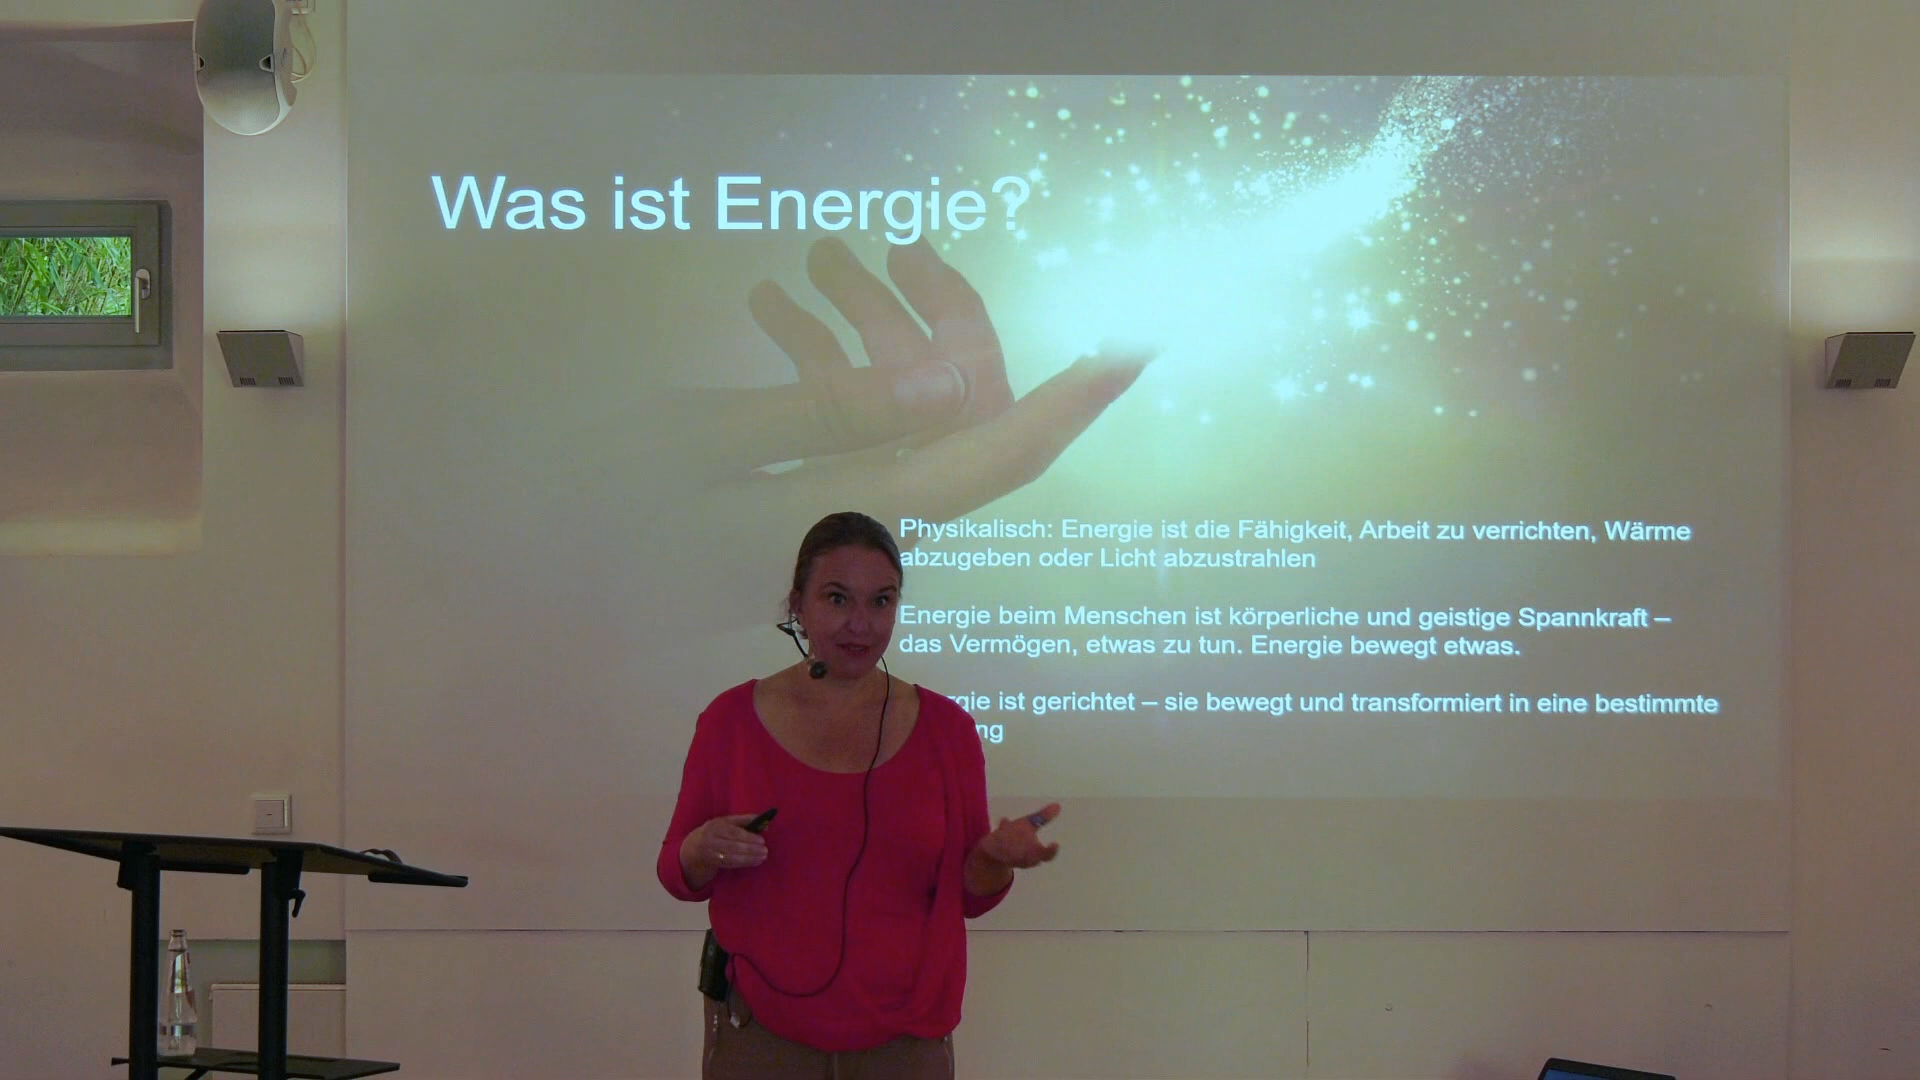 Was ist Energie?
Physikalisch: Energie ist die Fähigkeit, Arbeit zu verrichten, Wärme
abzugeben oder Licht abzustrahlen
Energie beim Menschen ist körperliche und geistige Spannkraft –
das Vermögen, etwas zu tun. Energie bewegt etwas.
ist gerichtet – sie bewegt und transformiert in eine bestimmte